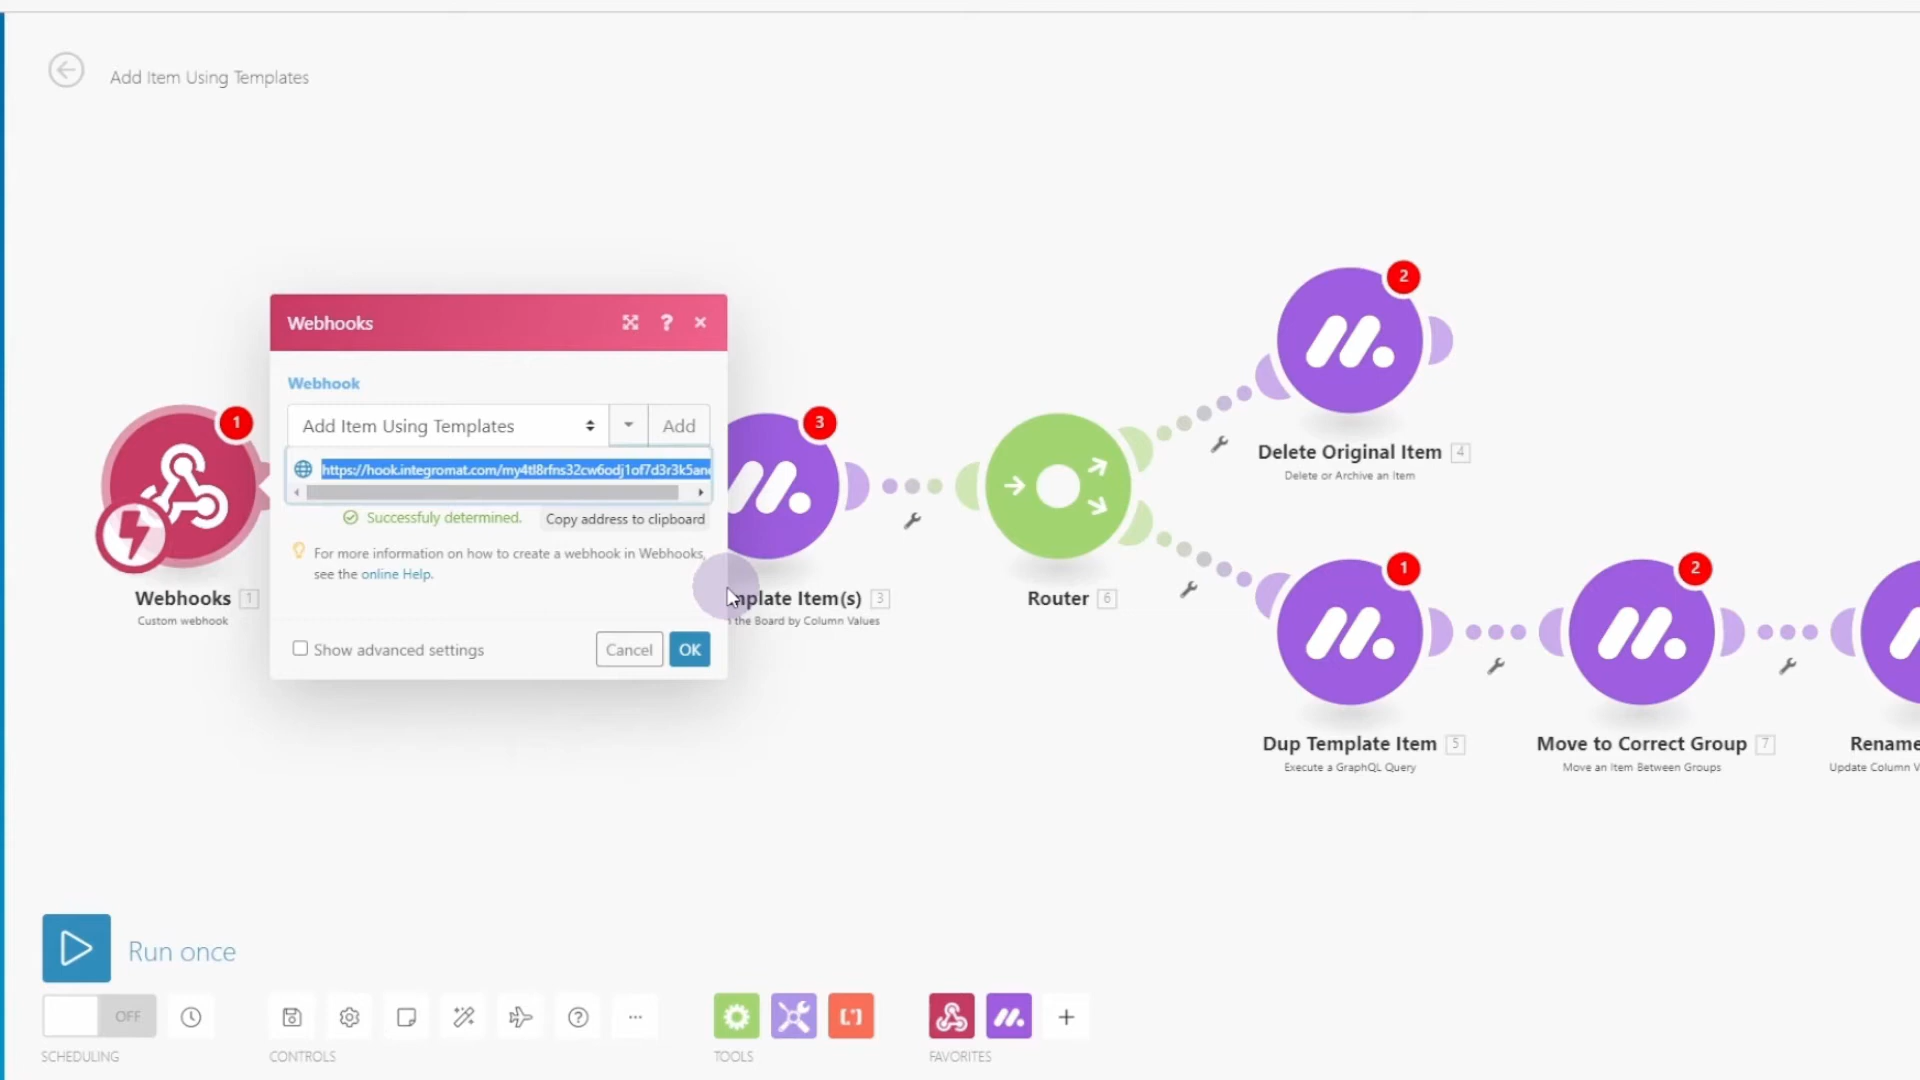 Add Item Using Templates
Webhooks
?
Webhook
Add Item Using Templates
Add
https://hook.integromat.com/my4tl8rfns32cw6odj1of7d3r3k5an
Successfuly determined.
Copy address to clipboard
For more information on how to create a webhook in Webhooks,
see the online Help.
Show advanced settings
Cancel
OK
1
Webhooks 1
Custom webhook
3
mplate Item(s) 3
the Board by Column Values
Router 6
2
Delete Original Item 4
Delete or Archive an Item
1
Dup Template Item 5
Execute a GraphQL Query
2
Move to Correct Group 7
Move an Item Between Groups
Rename
Update Column V
Run once
OFF
SCHEDULING
CONTROLS
TOOLS
FAVORITES